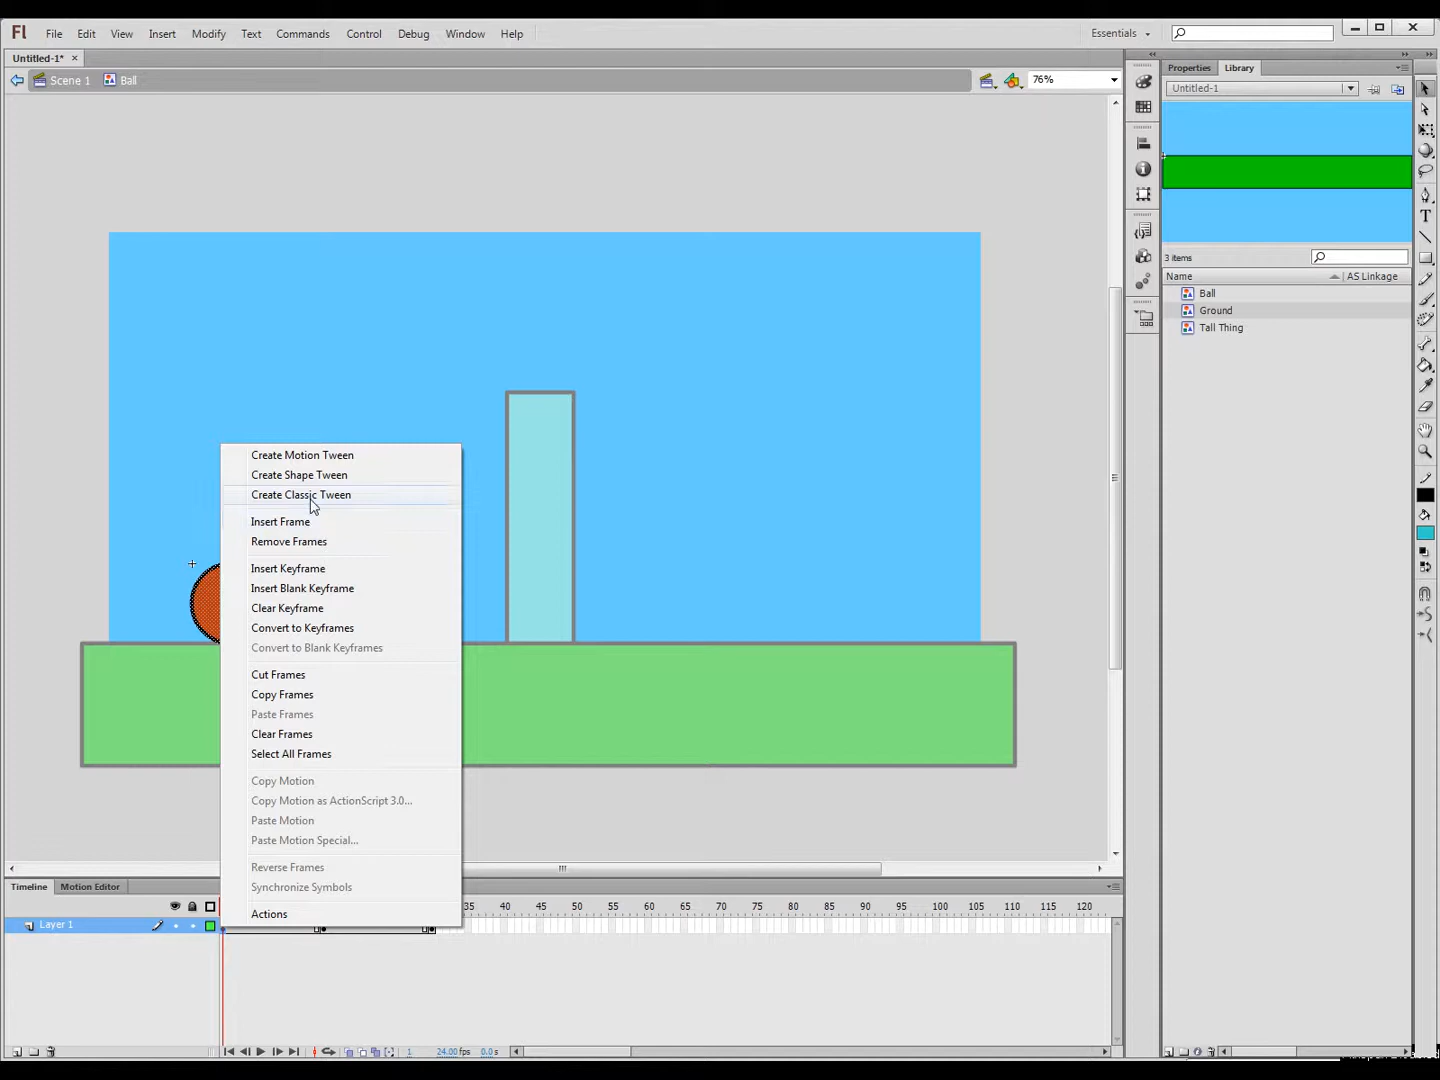 Fl File Edit View Insert Modify Text Commands Control Debug Window Help Essentials
Untitled-1*
Scene 1 Ball 76%
Properties Library
Untitled-1
3 items
Name AS Linkage
Ball
Ground
Tall Thing
Create Motion Tween
Create Shape Tween
Create Classic Tween
Insert Frame
Remove Frames
Insert Keyframe
Insert Blank Keyframe
Clear Keyframe
Convert to Keyframes
Convert to Blank Keyframes
Cut Frames
Copy Frames
Paste Frames
Clear Frames
Select All Frames
Copy Motion
Copy Motion as ActionScript 3.0...
Paste Motion
Paste Motion Special...
Reverse Frames
Synchronize Symbols
Actions
Timeline Motion Editor
35 40 45 50 55 60 65 70 75 80 85 90 95 100 105 110 115 120
Layer 1
1 24.00 fps 0.0 s